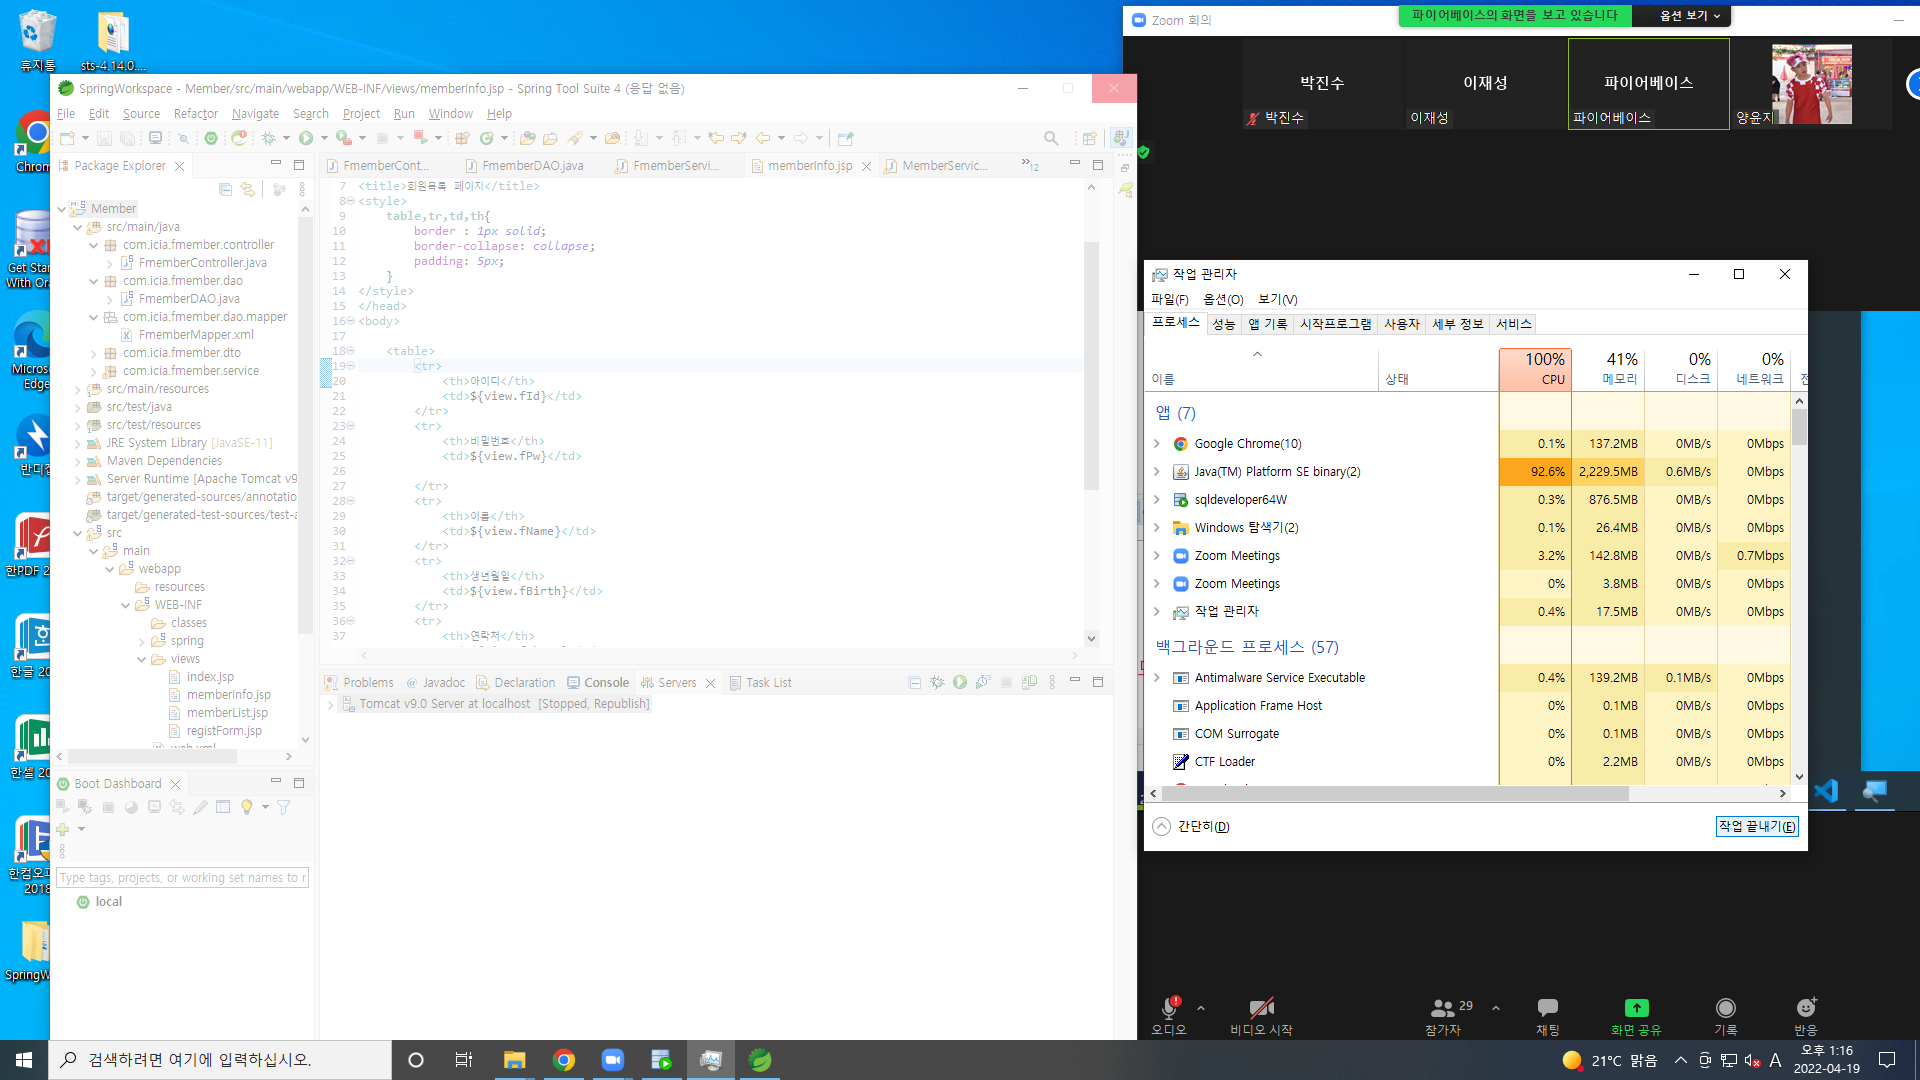 휴지통
sts-4.14.0....
SpringWorkspace - Member/src/main/webapp/WEB-INF/views/memberInfo.jsp - Spring Tool Suite 4 (응답 없음)
File Edit Source Refactor Navigate Search Project Run Window Help
Package Explorer
Member
src/main/java
com.icia.fmember.controller
FmemberController.java
com.icia.fmember.dao
FmemberDAO.java
com.icia.fmember.dao.mapper
FmemberMapper.xml
com.icia.fmember.dto
com.icia.fmember.service
src/main/resources
src/test/java
src/test/resources
JRE System Library [JavaSE-11]
Maven Dependencies
Server Runtime [Apache Tomcat v9
target/generated-sources/annotatio
target/generated-test-sources/test-a
src
main
webapp
resources
WEB-INF
classes
spring
views
index.jsp
memberInfo.jsp
memberList.jsp
registForm.jsp
web.xml
Boot Dashboard
Type tags, projects, or working set names to r
local
FmemberCont... FmemberDAO.java FmemberServi... memberInfo.jsp MemberServic... 12
7 <title>회원목록 페이지</title>
8 <style>
9 table,tr,td,th{
10 border : 1px solid;
11 border-collapse: collapse;
12 padding: 5px;
13 }
14 </style>
15 </head>
16 <body>
17
18 <table>
19 <tr>
20 <th>아이디</th>
21 <td>${view.fId}</td>
22 </tr>
23 <tr>
24 <th>비밀번호</th>
25 <td>${view.fPw}</td>
26
27 </tr>
28 <tr>
29 <th>이름</th>
30 <td>${view.fName}</td>
31 </tr>
32 <tr>
33 <th>생년월일</th>
34 <td>${view.fBirth}</td>
35 </tr>
36 <tr>
37 <th>연락처</th>
Problems Javadoc Declaration Console Servers Task List
Tomcat v9.0 Server at localhost [Stopped, Republish]
Chrom
Get Star
With Ora
Micros
Edge
반디집
한PDF 2
한글 20
한셀 20
한컴오피
2018
SpringW
Zoom 회의
파이어베이스의 화면을 보고 있습니다
옵션 보기
박진수
박진수
이재성
이재성
파이어베이스
파이어베이스
양윤지
작업 관리자
파일(F) 옵션(O) 보기(V)
프로세스 성능 앱 기록 시작프로그램 사용자 세부 정보 서비스
100% 41% 0% 0%
이름 상태 CPU 메모리 디스크 네트워크 전
앱 (7)
Google Chrome(10) 0.1% 137.2MB 0MB/s 0Mbps
Java(TM) Platform SE binary(2) 92.6% 2,229.5MB 0.6MB/s 0Mbps
sqldeveloper64W 0.3% 876.5MB 0MB/s 0Mbps
Windows 탐색기(2) 0.1% 26.4MB 0MB/s 0Mbps
Zoom Meetings 3.2% 142.8MB 0MB/s 0.7Mbps
Zoom Meetings 0% 3.8MB 0MB/s 0Mbps
작업 관리자 0.4% 17.5MB 0MB/s 0Mbps
백그라운드 프로세스 (57)
Antimalware Service Executable 0.4% 139.2MB 0.1MB/s 0Mbps
Application Frame Host 0% 0.1MB 0MB/s 0Mbps
COM Surrogate 0% 0.1MB 0MB/s 0Mbps
CTF Loader 0% 2.2MB 0MB/s 0Mbps
간단히(D)
작업 끝내기(E)
29
오디오 비디오 시작 참가자 채팅 화면 공유 기록 반응
검색하려면 여기에 입력하십시오.
21°C 맑음
A
오후 1:16
2022-04-19